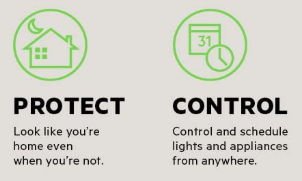 31
PROTECT
Look like you're
home even
when you're not.
CONTROL
Control and schedule
lights and appliances
from anywhere.